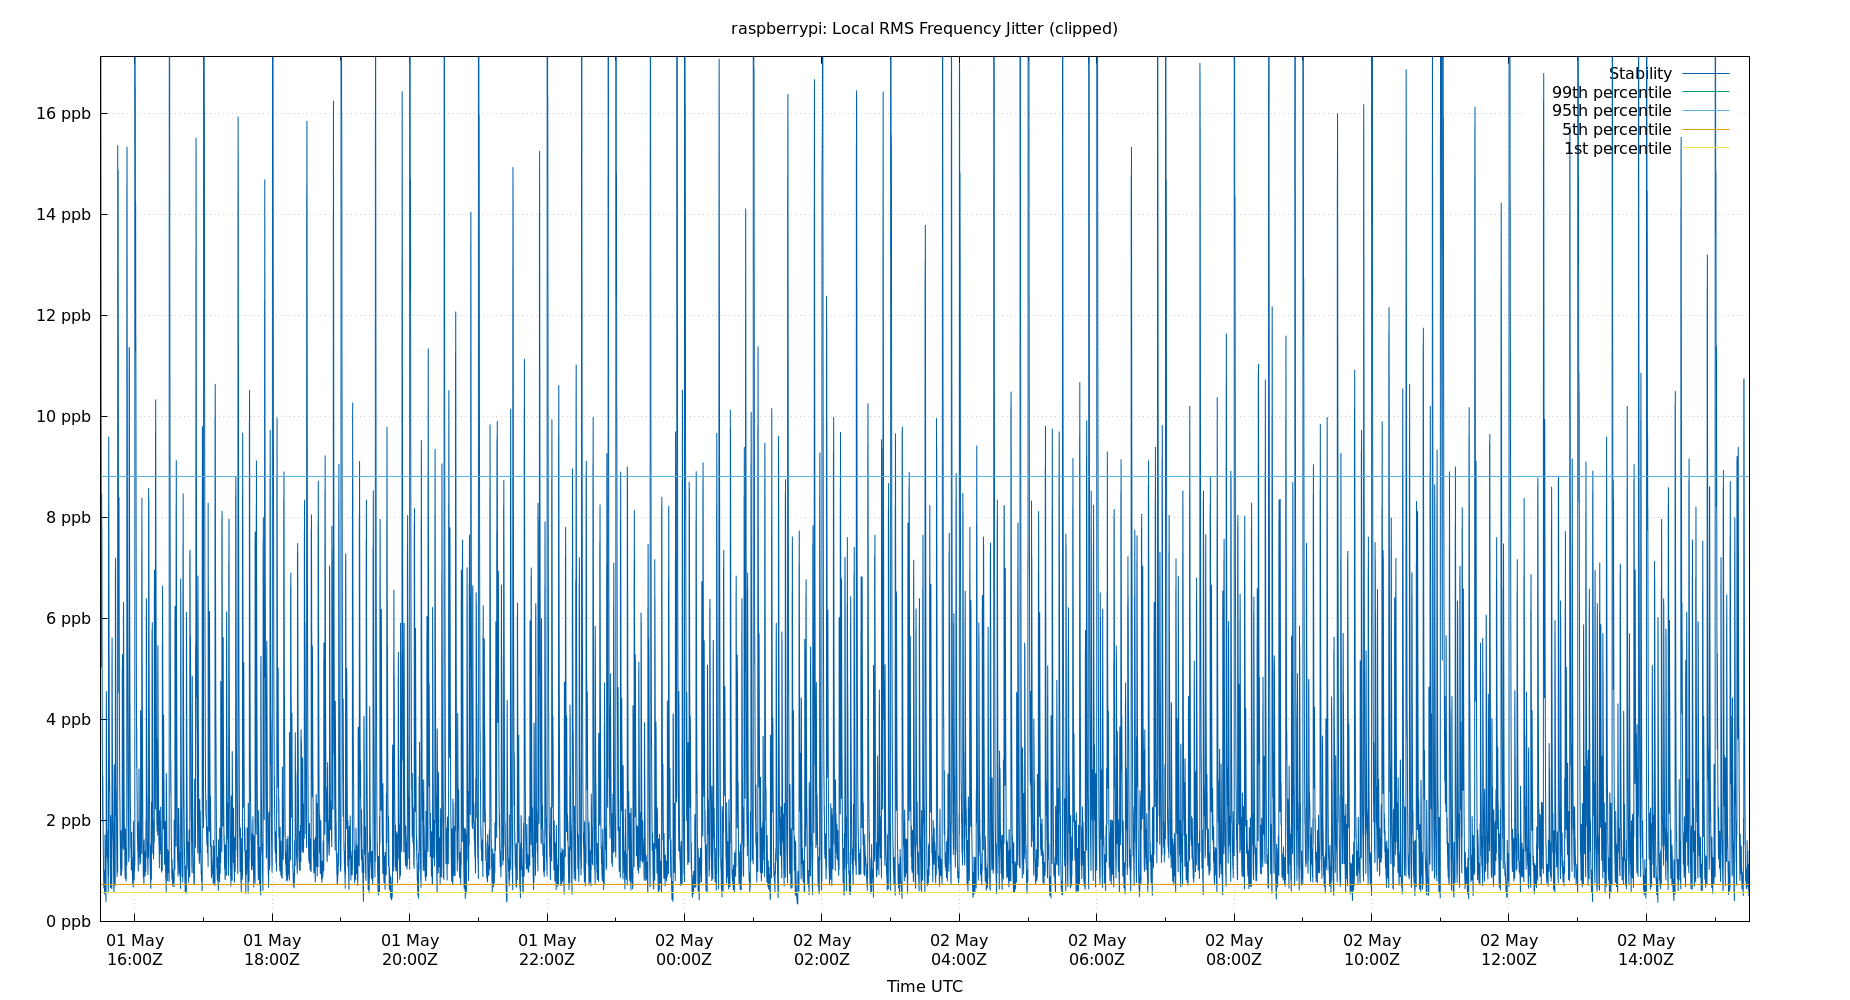 raspberrypi: Local RMS Frequency Jitter (clipped)
Stability
99th percentile
95th percentile
5th percentile
1st percentile
16 ppb
14 ppb
12 ppb
10 ppb
8 ppb
6 ppb
4 ppb
2 ppb
0 ppb
01 May 01 May 01 May 01 May 02 May 02 May 02 May 02 May 02 May 02 May 02 May 02 May
16:00Z 18:00Z 20:00Z 22:00Z 00:00Z 02:00Z 04:00Z 06:00Z 08:00Z 10:00Z 12:00Z 14:00Z
Time UTC